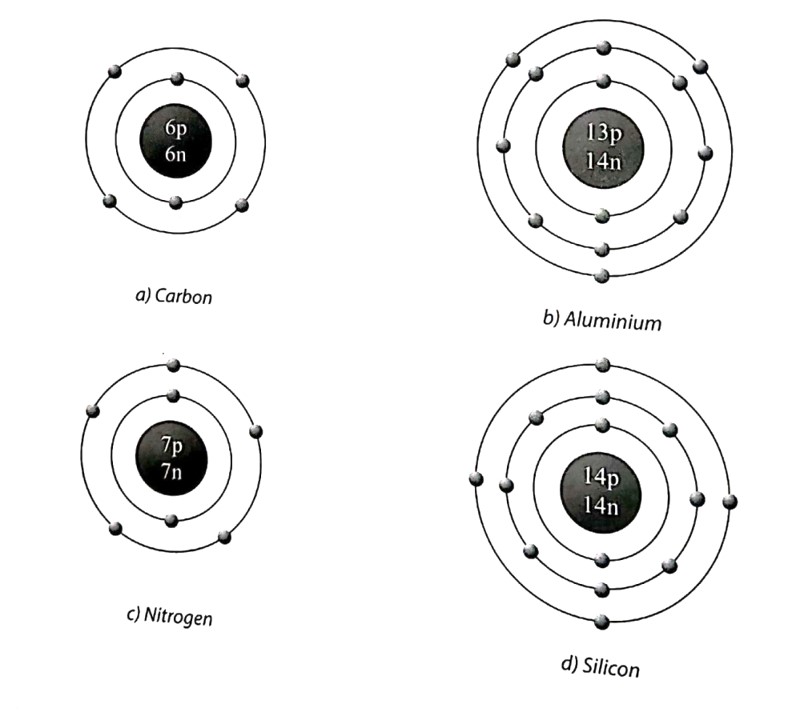 6p
6n
a) Carbon
13p
14n
b) Aluminium
7p
7n
c) Nitrogen
14p
14n
d) Silicon